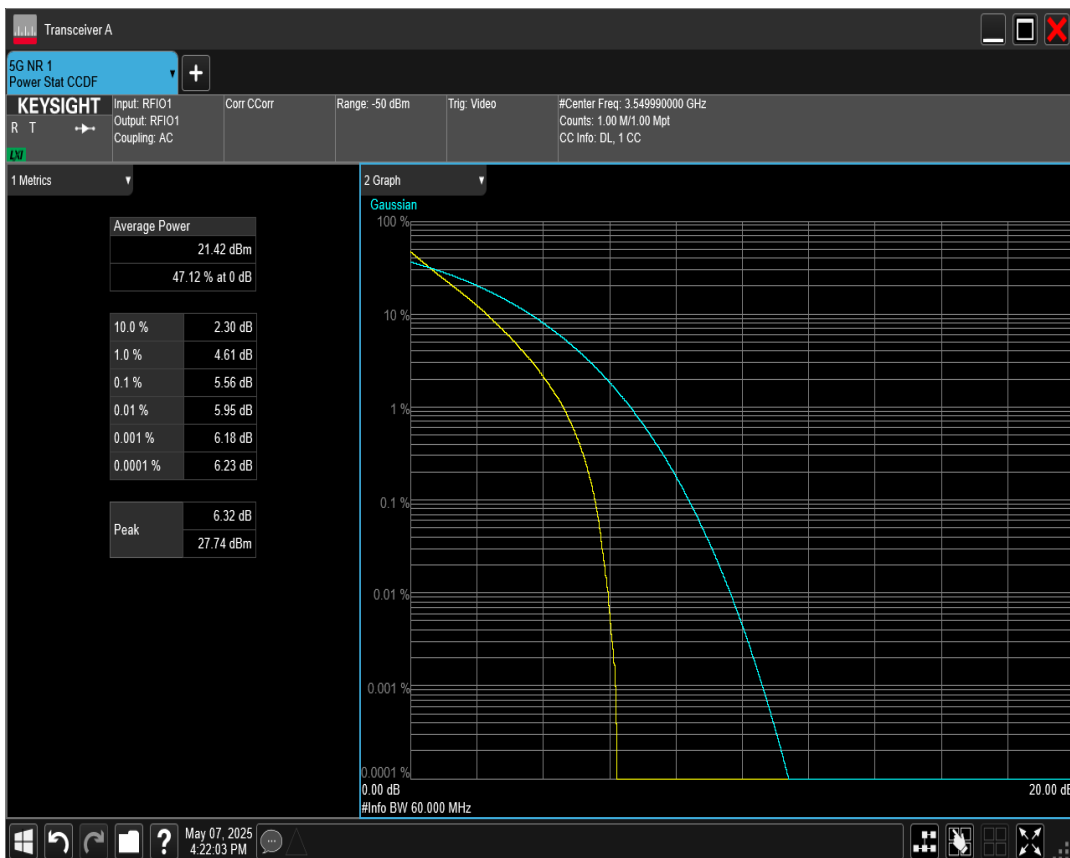 Transceiver A
5G NR 1
Power Stat CCDF
KEYSIGHT
R T
LXI
Input: RFIO1
Output: RFIO1
Coupling: AC
Corr CCorr
Range: -50 dBm
Trig: Video
#Center Freq: 3.549990000 GHz
Counts: 1.00 M/1.00 Mpt
CC Info: DL, 1 CC
1 Metrics
Average Power
21.42 dBm
47.12 % at 0 dB
10.0 % 2.30 dB
1.0 % 4.61 dB
0.1 % 5.56 dB
0.01 % 5.95 dB
0.001 % 6.18 dB
0.0001 % 6.23 dB
Peak
6.32 dB
27.74 dBm
2 Graph
Gaussian
100 %
10 %
1 %
0.1 %
0.01 %
0.001 %
0.0001 %
0.00 dB 20.00 dB
#Info BW 60.000 MHz
May 07, 2025
4:22:03 PM